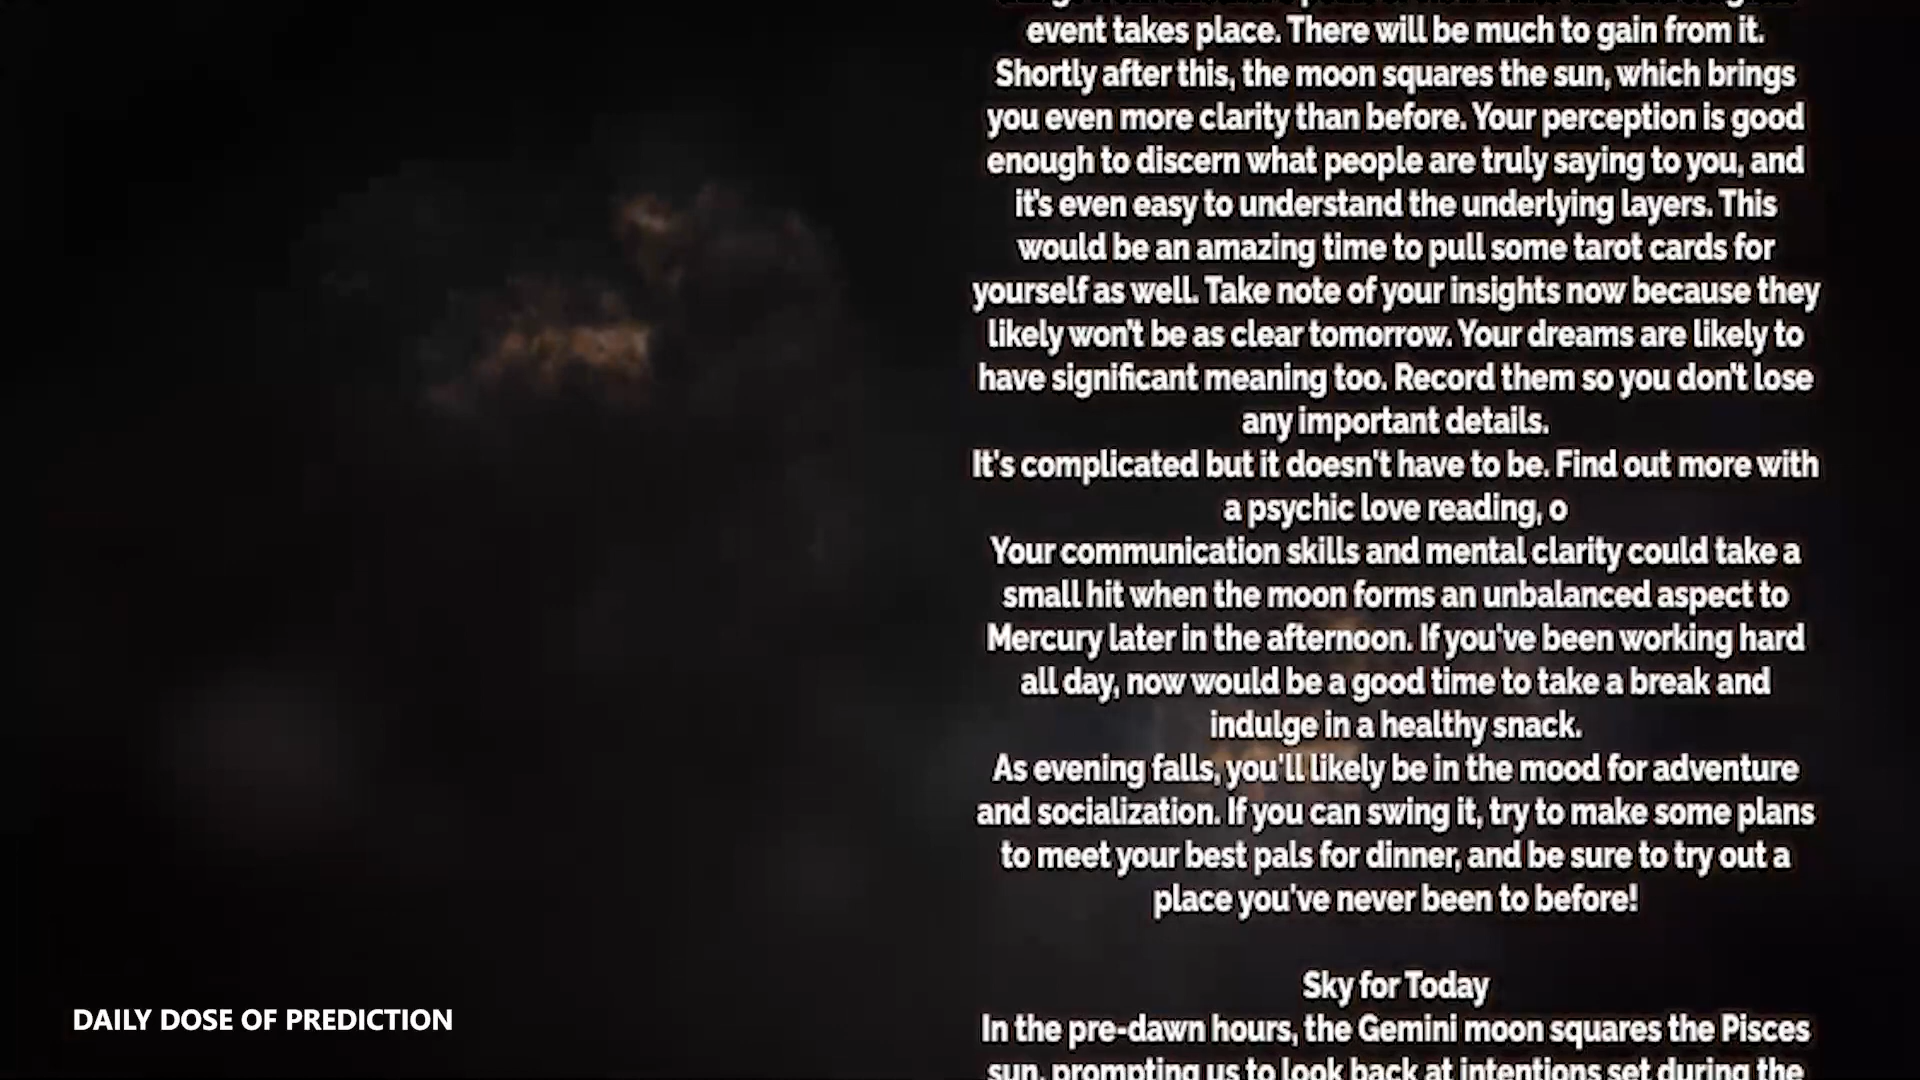 event takes place. There will be much to gain from it.
Shortly after this, the moon squares the sun, which brings
you even more clarity than before. Your perception is good
enough to discern what people are truly saying to you, and
it's even easy to understand the underlying layers. This
would be an amazing time to pull some tarot cards for
yourself as well. Take note of your insights now because they
likely won't be as clear tomorrow. Your dreams are likely to
have significant meaning too. Record them so you don't lose
any important details.
It's complicated but it doesn't have to be. Find out more with
a psychic love reading, o
Your communication skills and mental clarity could take a
small hit when the moon forms an unbalanced aspect to
Mercury later in the afternoon. If you've been working hard
all day, now would be a good time to take a break and
indulge in a healthy snack.
As evening falls, you'll likely be in the mood for adventure
and socialization. If you can swing it, try to make some plans
to meet your best pals for dinner, and be sure to try out a
place you've never been to before!
Sky for Today
In the pre-dawn hours, the Gemini moon squares the Pisces
sun, prompting us to look back at intentions set during the
DAILY DOSE OF PREDICTION